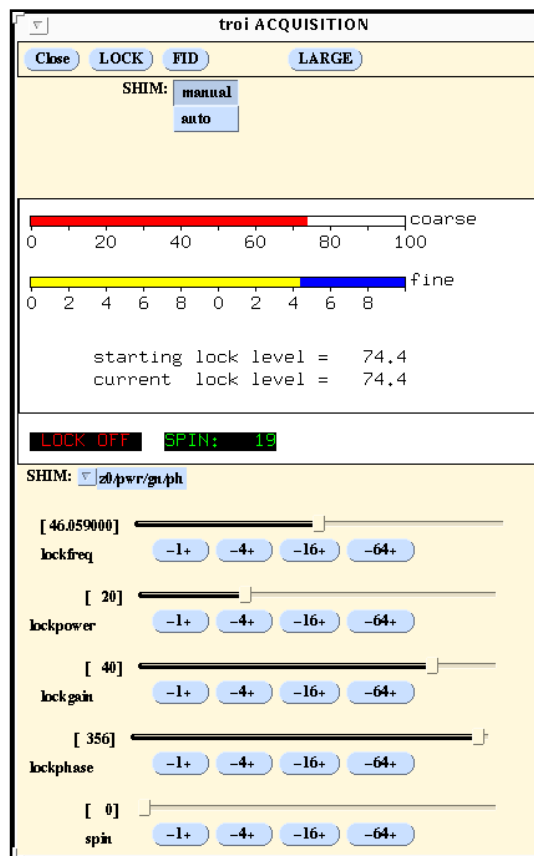 troi ACQUISITION
Close LOCK FID LARGE
SHIM: manual
auto
coarse
0 20 40 60 80 100
fine
0 2 4 6 8 0 2 4 6 8
starting lock level = 74.4
current lock level = 74.4
LOCK OFF SPIN: 19
SHIM: z0/pwr/gn/ph
[ 46.059000]
lockfreq -1+ -4+ -16+ -64+
[ 20]
lockpower -1+ -4+ -16+ -64+
[ 40]
lockgain -1+ -4+ -16+ -64+
[ 356]
lockphase -1+ -4+ -16+ -64+
[ 0]
spin -1+ -4+ -16+ -64+